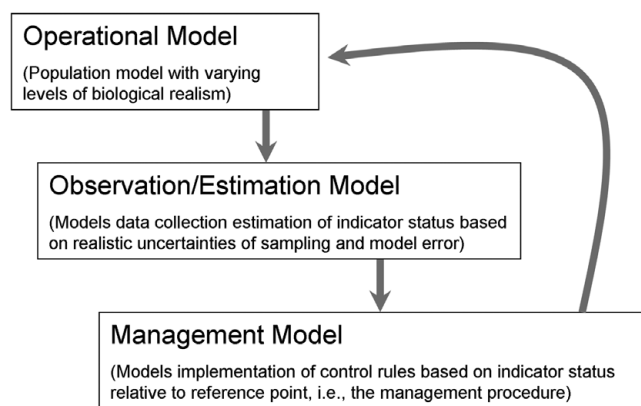 Operational Model
(Population model with varying
levels of biological realism)
Observation/Estimation Model
(Models data collection estimation of indicator status based
on realistic uncertainties of sampling and model error)
Management Model
(Models implementation of control rules based on indicator status
relative to reference point, i.e., the management procedure)